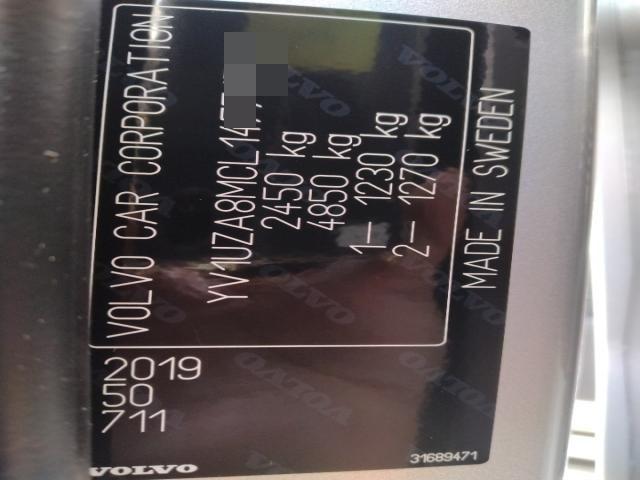 VOLVO CAR CORPORATION
YV1UZA8MCL1477
2450 kg
4850 kg
1– 1230 kg
2– 1270 kg
MADE IN SWEDEN
2019
50
711
VOLVO
31689471